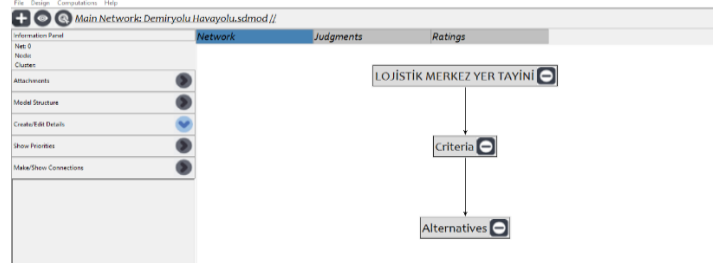 File Design Computations Help
Main Network: Demiryolu Havayolu.sdmod //
Information Panel
Network Judgments Ratings
Net: 0
Node:
Cluster:
LOJİSTİK MERKEZ YER TAYİNİ
Attachments
Model Structure
Create/Edit Details
Show Priorities
Criteria
Make/Show Connections
Alternatives